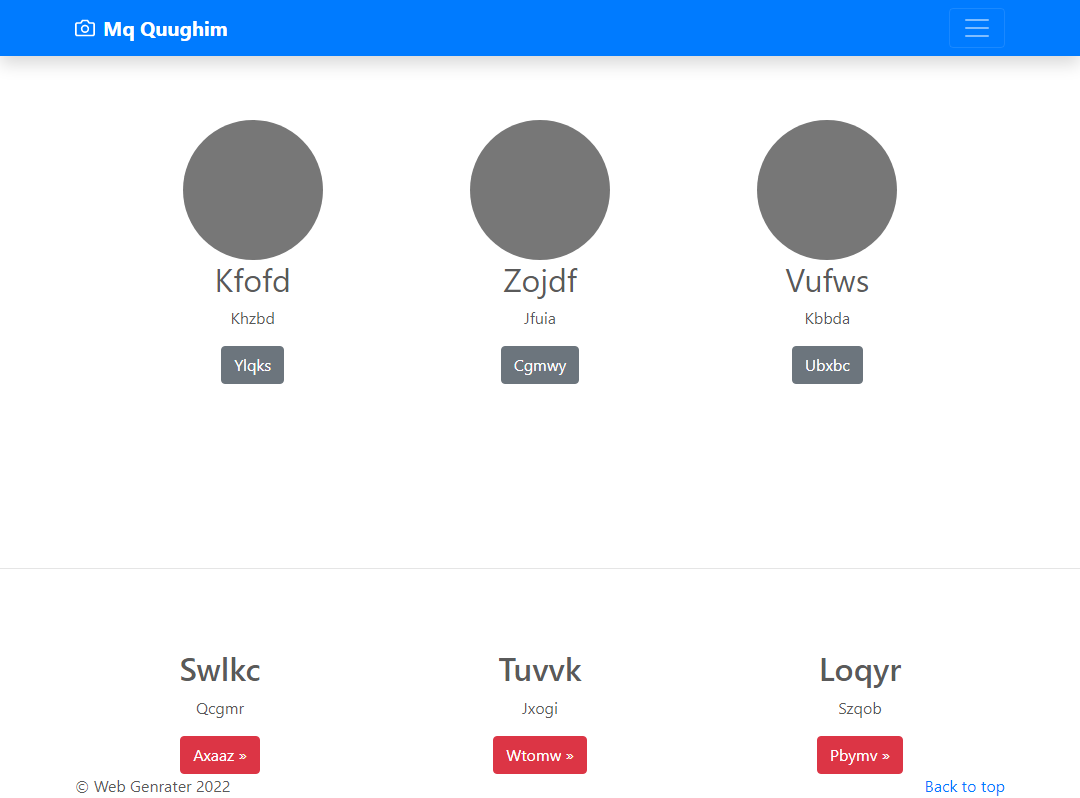 Mq Quughim
Kfofd
Khzbd
Ylqks
Zojdf
Jfuia
Cgmwy
Vufws
Kbbda
Ubxbc
Swlkc
Qcgmr
Axaaz »
Tuvvk
Jxogi
Wtomw »
Loqyr
Szqob
Pbymv »
© Web Genrater 2022
Back to top